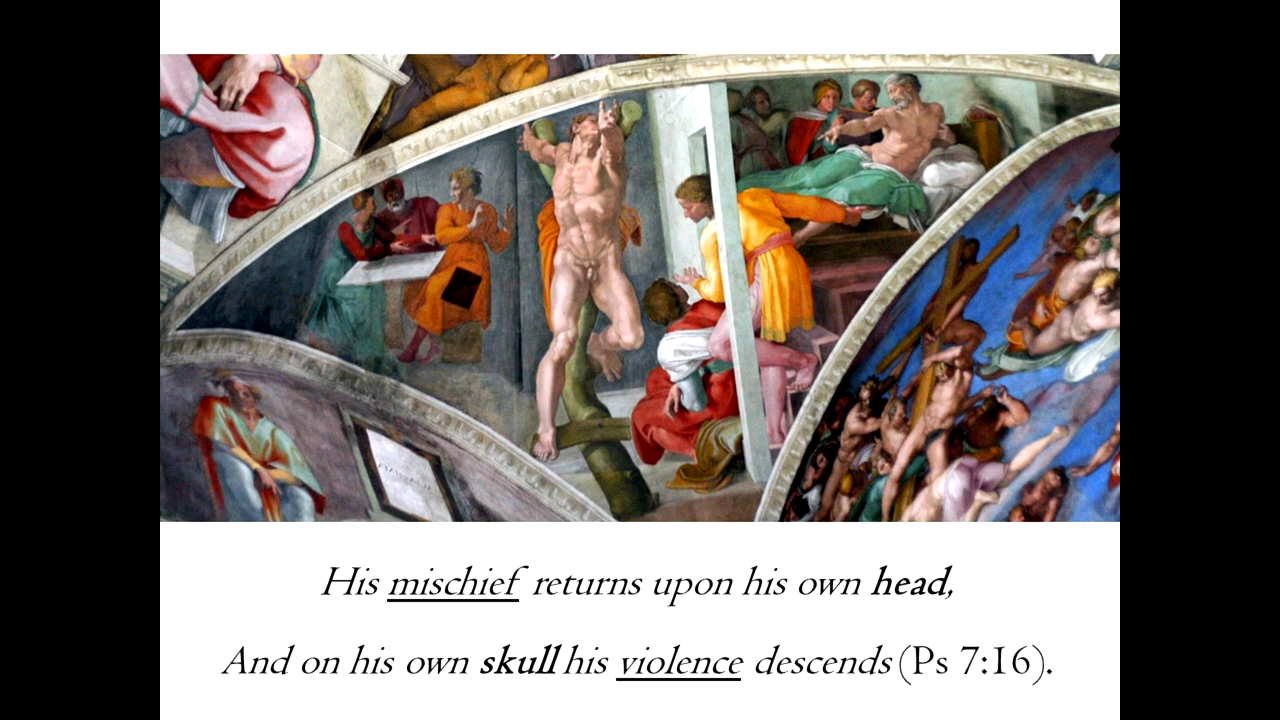 His mischief returns upon his own head,
And on his own skull his violence descends (Ps 7:16).